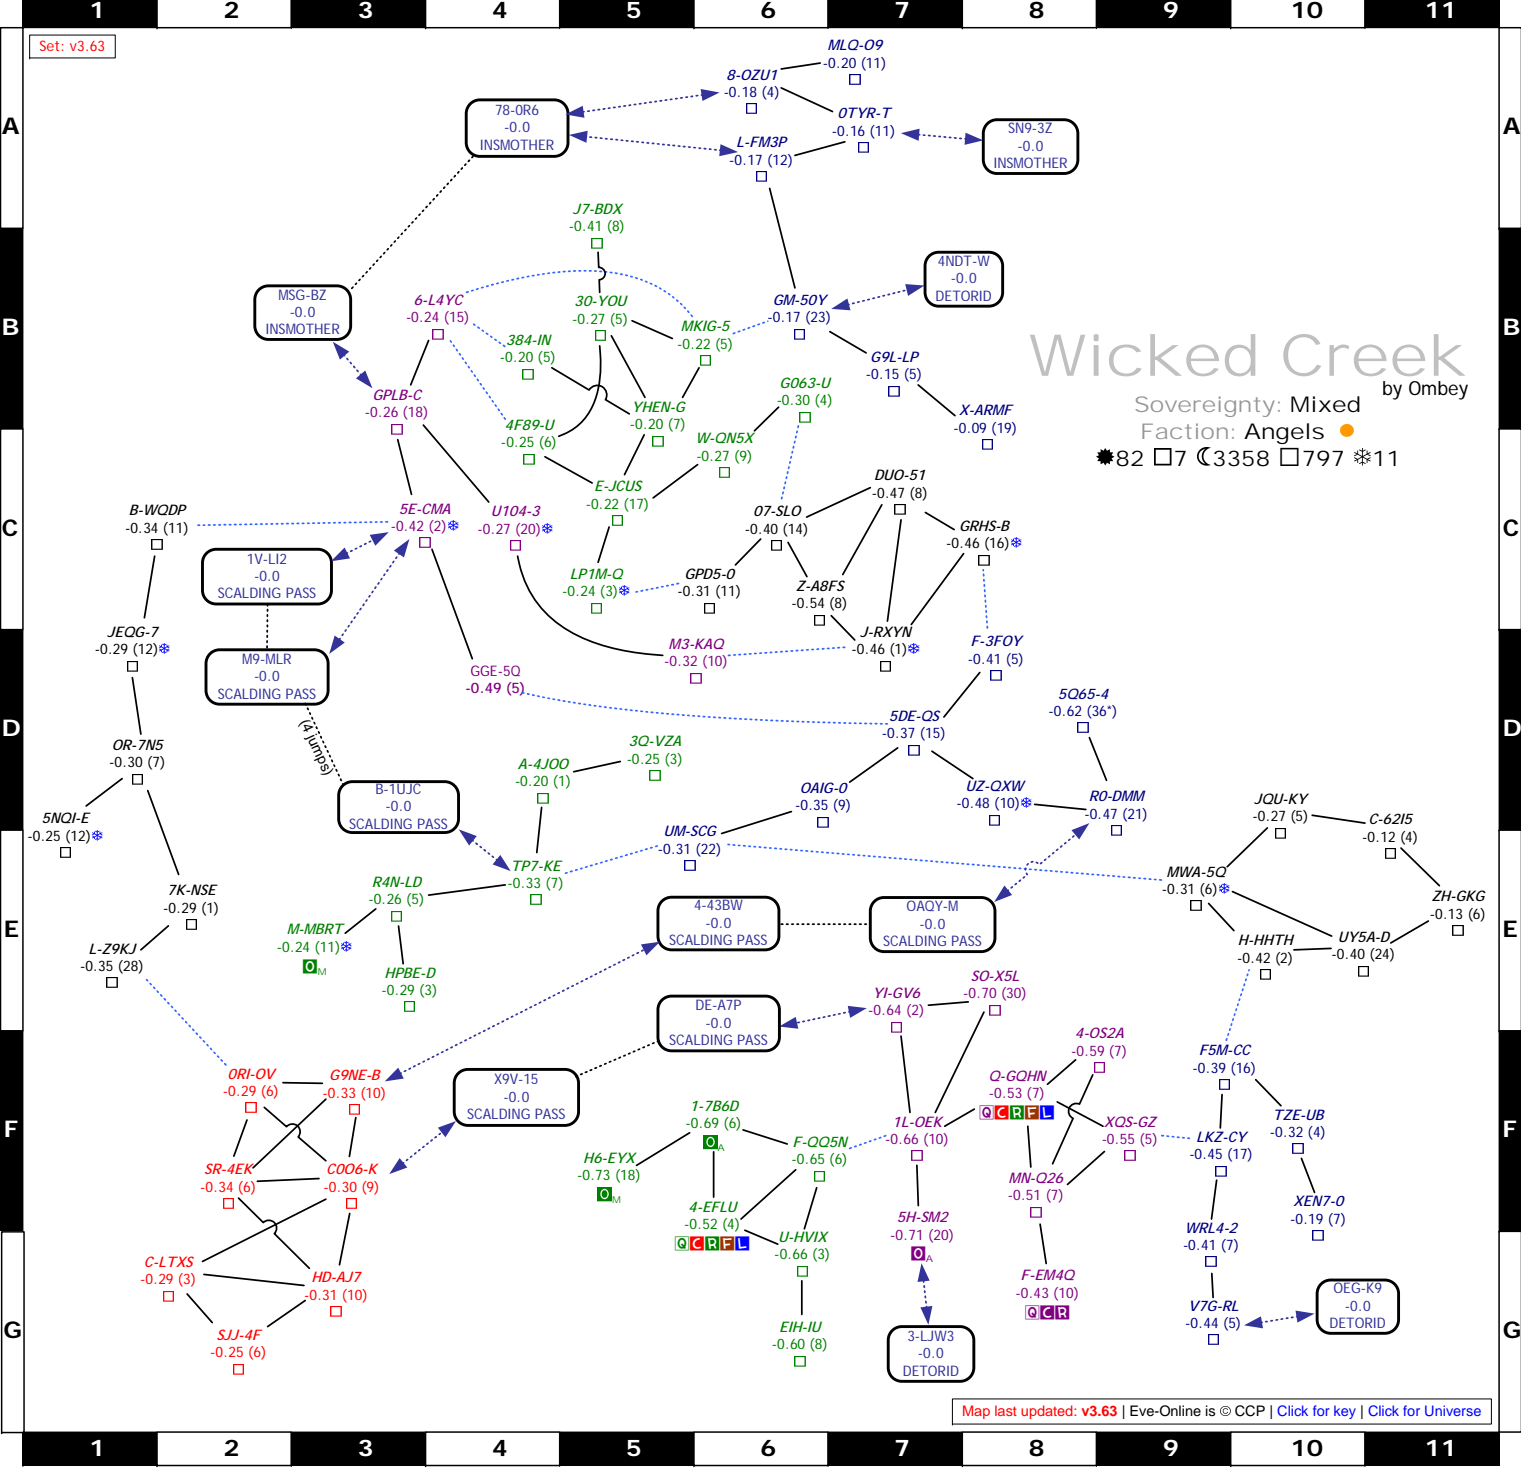 1 2 3 4 5 6 7 8 9 10 11
Set: v3.63
A
A
MLQ-O9
-0.20 (11)
8-OZU1
-0.18 (4)
78-0R6
-0.0
INSMOTHER
0TYR-T
-0.16 (11)
SN9-3Z
-0.0
INSMOTHER
L-FM3P
-0.17 (12)
J7-BDX
-0.41 (8)
B
B
4NDT-W
-0.0
DETORID
MSG-BZ
-0.0
INSMOTHER
6-L4YC
-0.24 (15)
30-YOU
-0.27 (5)
GM-50Y
-0.17 (23)
384-IN
-0.20 (5)
MKIG-5
-0.22 (5)
G9L-LP
-0.15 (5)
Wicked Creek
by Ombey
Sovereignty: Mixed
Faction: Angels
82 7 3358 797 11
GPLB-C
-0.26 (18)
G063-U
-0.30 (4)
YHEN-G
-0.20 (7)
X-ARMF
-0.09 (19)
4F89-U
-0.25 (6)
W-QN5X
-0.27 (9)
C
C
E-JCUS
-0.22 (17)
DUO-51
-0.47 (8)
B-WQDP
-0.34 (11)
5E-CMA
-0.42 (2)
U104-3
-0.27 (20)
07-SLO
-0.40 (14)
GRHS-B
-0.46 (16)
1V-LI2
-0.0
SCALDING PASS
LP1M-Q
-0.24 (3)
GPD5-0
-0.31 (11)
Z-A8FS
-0.54 (8)
JEQG-7
-0.29 (12)
M9-MLR
-0.0
SCALDING PASS
M3-KAQ
-0.32 (10)
J-RXYN
-0.46 (1)
F-3FOY
-0.41 (5)
GGE-5Q
-0.49 (5)
D
D
5Q65-4
-0.62 (36*)
5DE-QS
-0.37 (15)
(4 jumps)
OR-7N5
-0.30 (7)
3Q-VZA
-0.25 (3)
A-4JOO
-0.20 (1)
B-1UJC
-0.0
SCALDING PASS
OAIG-0
-0.35 (9)
UZ-QXW
-0.48 (10)
R0-DMM
-0.47 (21)
JQU-KY
-0.27 (5)
5NQI-E
-0.25 (12)
C-62I5
-0.12 (4)
UM-SCG
-0.31 (22)
E
E
TP7-KE
-0.33 (7)
R4N-LD
-0.26 (5)
MWA-5Q
-0.31 (6)
7K-NSE
-0.29 (1)
ZH-GKG
-0.13 (6)
4-43BW
-0.0
SCALDING PASS
OAQY-M
-0.0
SCALDING PASS
M-MBRT
-0.24 (11)
O M
L-Z9KJ
-0.35 (28)
H-HHTH
-0.42 (2)
UY5A-D
-0.40 (24)
HPBE-D
-0.29 (3)
YI-GV6
-0.64 (2)
SO-X5L
-0.70 (30)
DE-A7P
-0.0
SCALDING PASS
F
F
4-OS2A
-0.59 (7)
F5M-CC
-0.39 (16)
0RI-OV
-0.29 (6)
G9NE-B
-0.33 (10)
X9V-15
-0.0
SCALDING PASS
Q-GQHN
-0.53 (7)
Q C R F L
1-7B6D
-0.69 (6)
O A
1L-OEK
-0.66 (10)
XQS-GZ
-0.55 (5)
TZE-UB
-0.32 (4)
F-QQ5N
-0.65 (6)
LKZ-CY
-0.45 (17)
H6-EYX
-0.73 (18)
O M
SR-4EK
-0.34 (6)
C0O6-K
-0.30 (9)
MN-Q26
-0.51 (7)
XEN7-0
-0.19 (7)
4-EFLU
-0.52 (4)
Q C R F L
5H-SM2
-0.71 (20)
O A
U-HVIX
-0.66 (3)
WRL4-2
-0.41 (7)
G
G
C-LTXS
-0.29 (3)
HD-AJ7
-0.31 (10)
F-EM4Q
-0.43 (10)
Q C R
OEG-K9
-0.0
DETORID
V7G-RL
-0.44 (5)
SJJ-4F
-0.25 (6)
EIH-IU
-0.60 (8)
3-LJW3
-0.0
DETORID
Map last updated: v3.63 | Eve-Online is © CCP | Click for key | Click for Universe
1 2 3 4 5 6 7 8 9 10 11